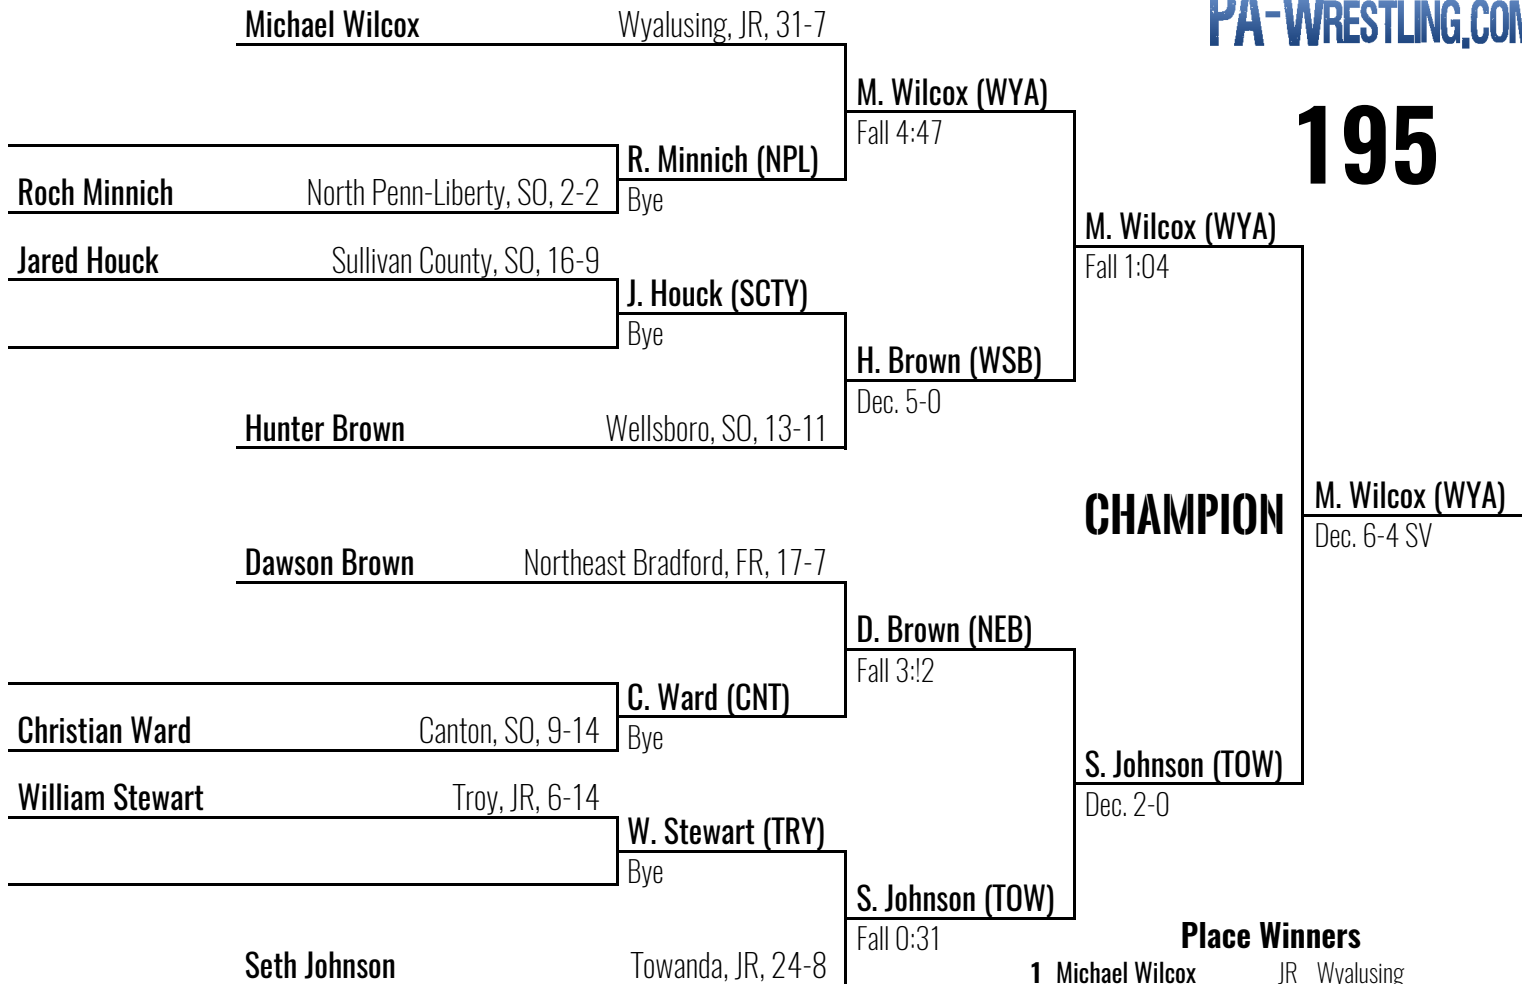 PA-WRESTLING.COM
195
Michael Wilcox Wyalusing, JR, 31-7
M. Wilcox (WYA)
Fall 4:47
R. Minnich (NPL)
Bye
Roch Minnich North Penn-Liberty, SO, 2-2
M. Wilcox (WYA)
Fall 1:04
Jared Houck Sullivan County, SO, 16-9
J. Houck (SCTY)
Bye
H. Brown (WSB)
Dec. 5-0
Hunter Brown Wellsboro, SO, 13-11
CHAMPION
M. Wilcox (WYA)
Dec. 6-4 SV
Dawson Brown Northeast Bradford, FR, 17-7
D. Brown (NEB)
Fall 3:!2
C. Ward (CNT)
Bye
Christian Ward Canton, SO, 9-14
S. Johnson (TOW)
Dec. 2-0
William Stewart Troy, JR, 6-14
W. Stewart (TRY)
Bye
S. Johnson (TOW)
Fall 0:31
Seth Johnson Towanda, JR, 24-8
Place Winners
1 Michael Wilcox JR Wyalusing